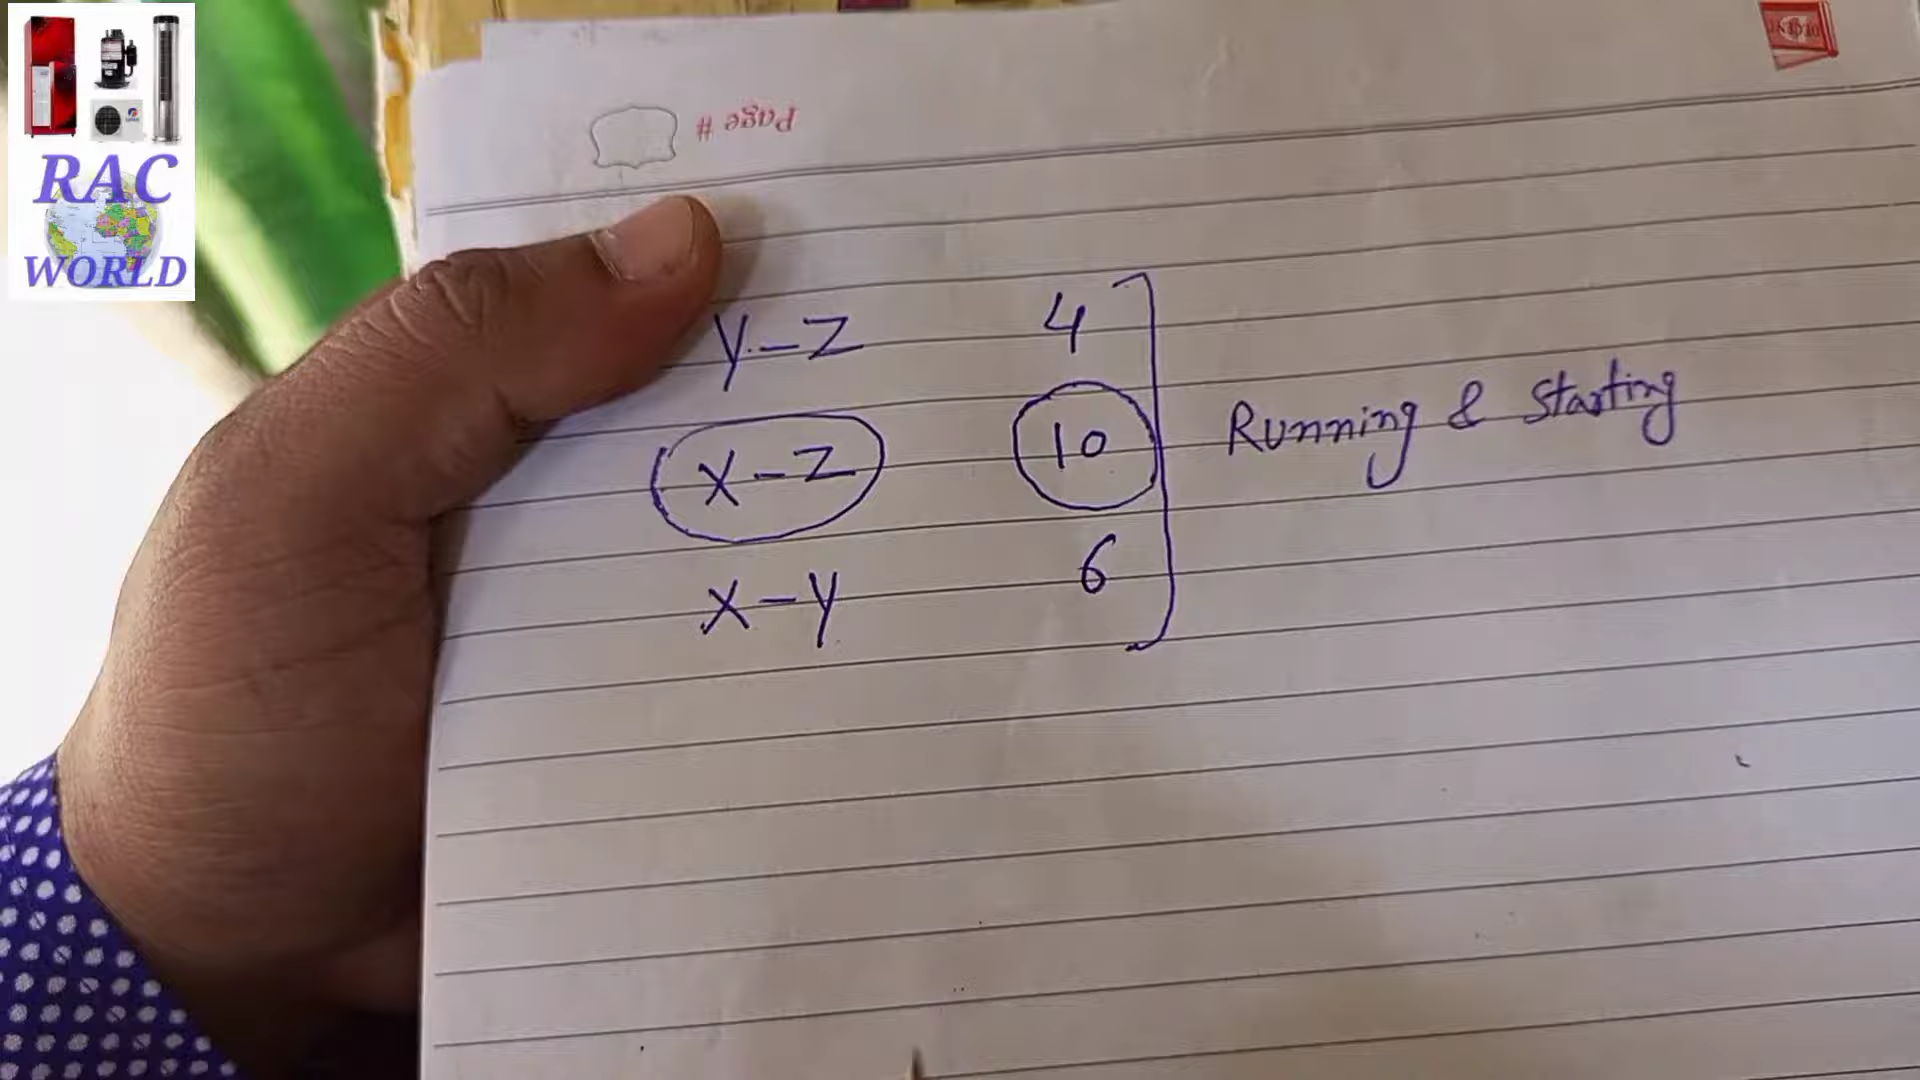 RAC
WORLD
Page #
y-z 4
x-z 10 Running & Starting
x-y 6